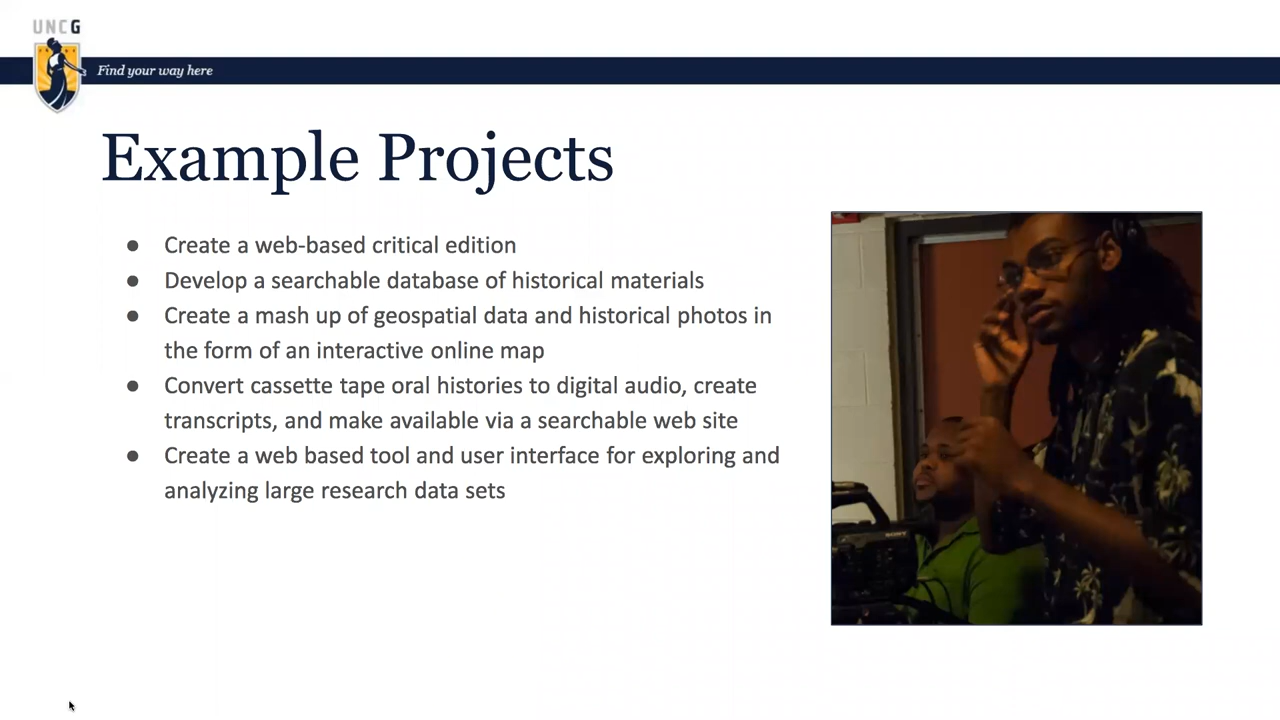 UNCG
Find your way here
Example Projects
● Create a web-based critical edition
● Develop a searchable database of historical materials
● Create a mash up of geospatial data and historical photos in
the form of an interactive online map
● Convert cassette tape oral histories to digital audio, create
transcripts, and make available via a searchable web site
● Create a web based tool and user interface for exploring and
analyzing large research data sets
SONY